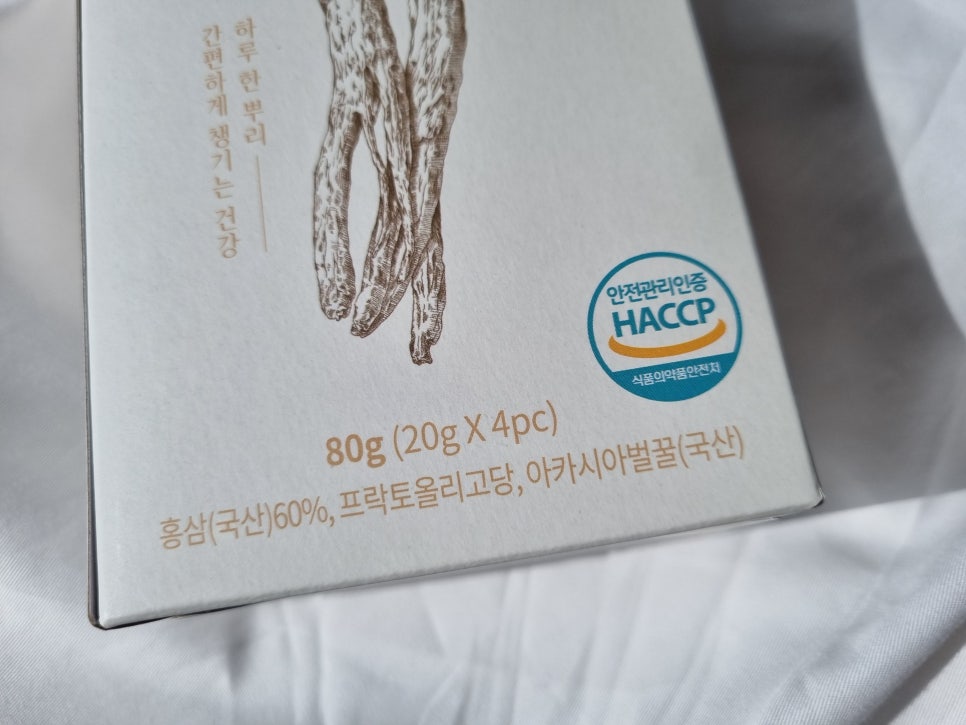 하루 한 뿌리
간편하게 챙기는 건강
안전관리인증
HACCP
식품의약품안전처
80g (20g X 4pc)
홍삼(국산)60%, 프락토올리고당, 아카시아벌꿀(국산)